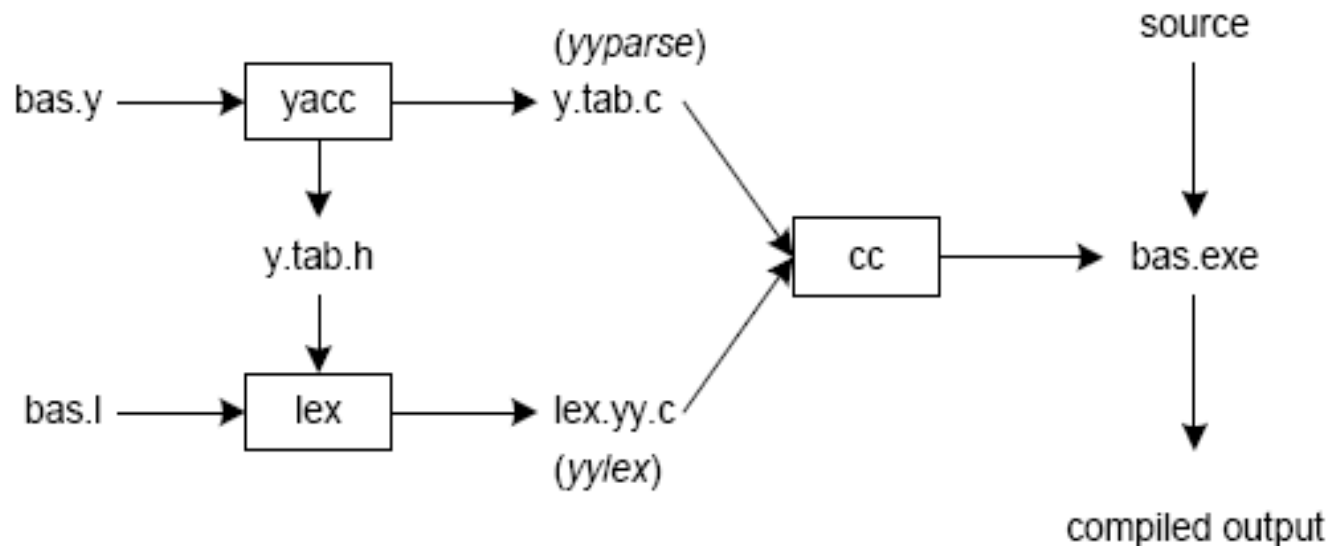 source
(yyparse)
bas.y
yacc
y.tab.c
y.tab.h
cc
bas.exe
bas.l
lex
lex.yy.c
(yylex)
compiled output